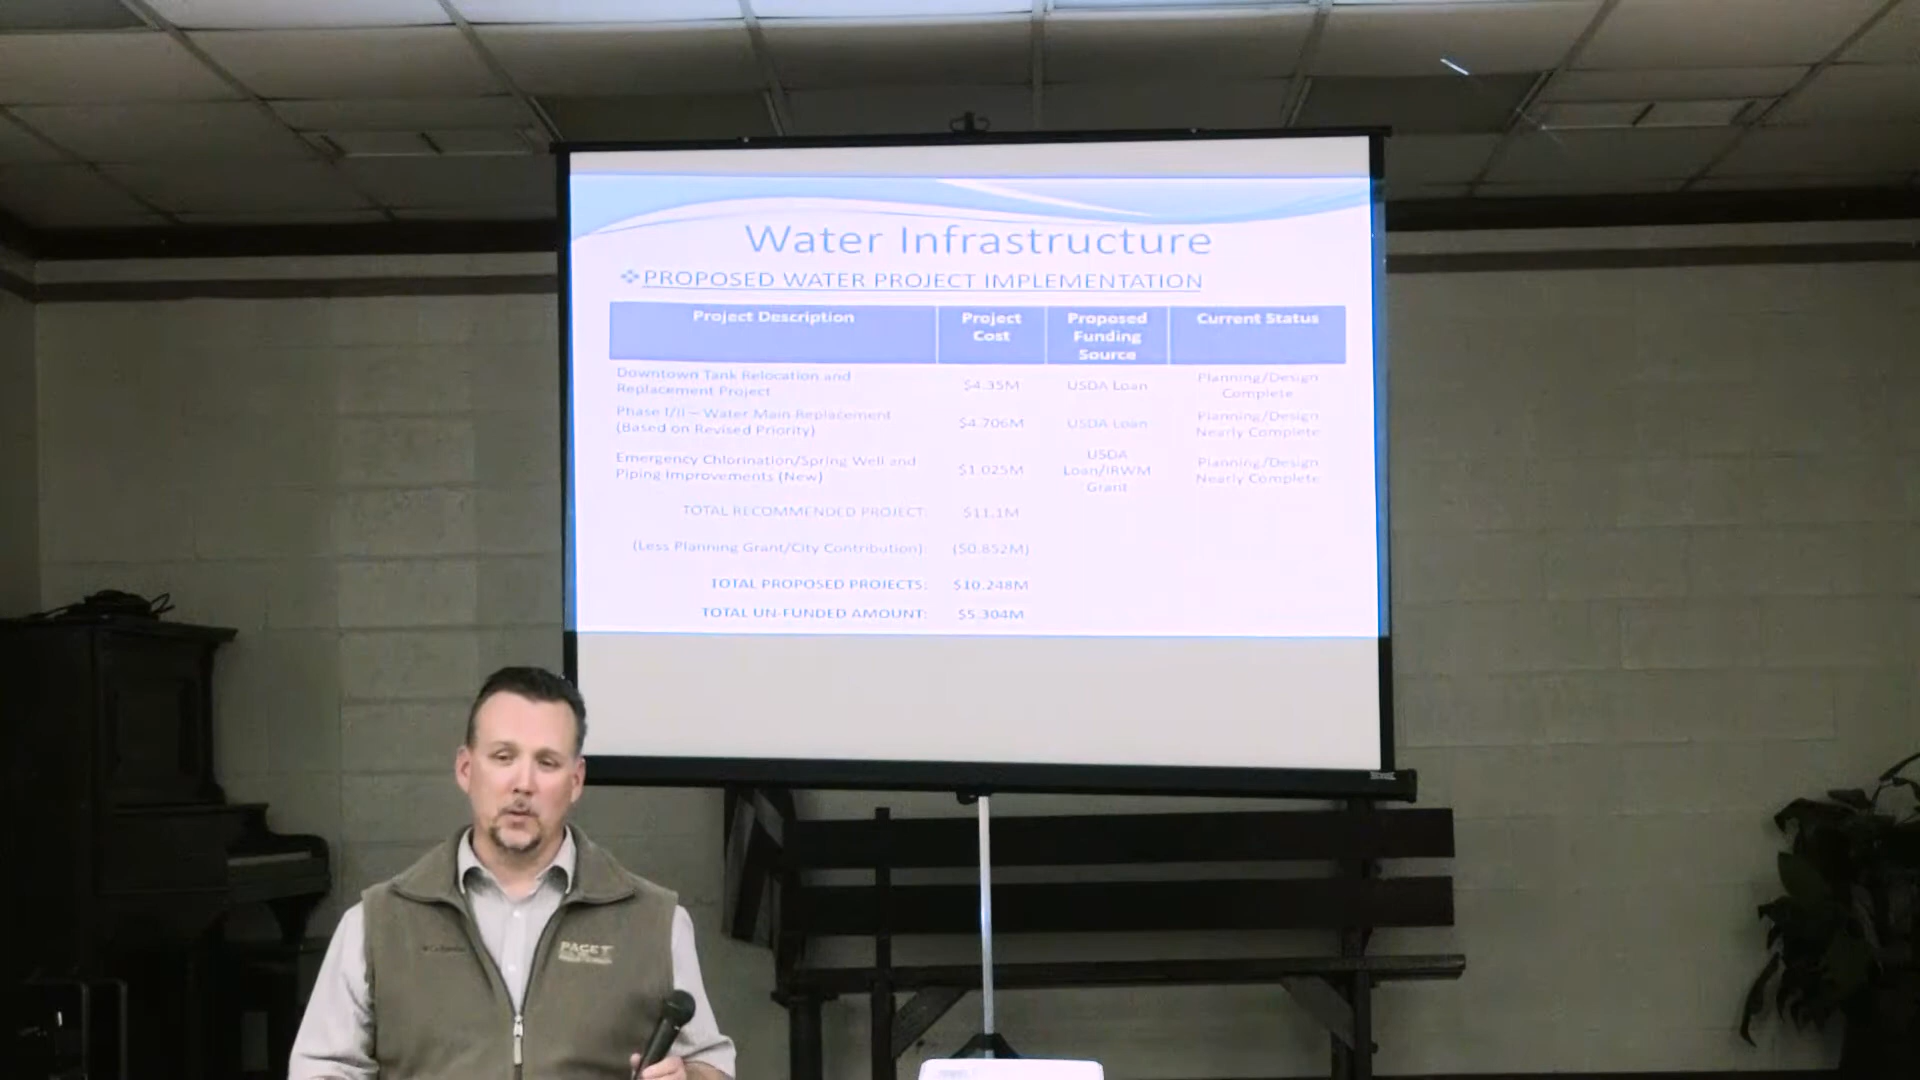 Water Infrastructure
PROPOSED WATER PROJECT IMPLEMENTATION
Project Description
Project
Cost
Proposed
Funding
Source
Current Status
Downtown Tank Relocation and
Replacement Project
$4.35M
USDA Loan
Planning/Design
Complete
Phase I/II – Water Main Replacement
(Based on Revised Priority)
$4.706M
USDA Loan
Planning/Design
Nearly Complete
Emergency Chlorination/Spring Well and
Piping Improvements (New)
$1.025M
USDA
Loan/IRWM
Grant
Planning/Design
Nearly Complete
TOTAL RECOMMENDED PROJECT: $11.1M
(Less Planning Grant/City Contribution): ($0.852M)
TOTAL PROPOSED PROJECTS: $10.248M
TOTAL UN-FUNDED AMOUNT: $5.304M
PACE